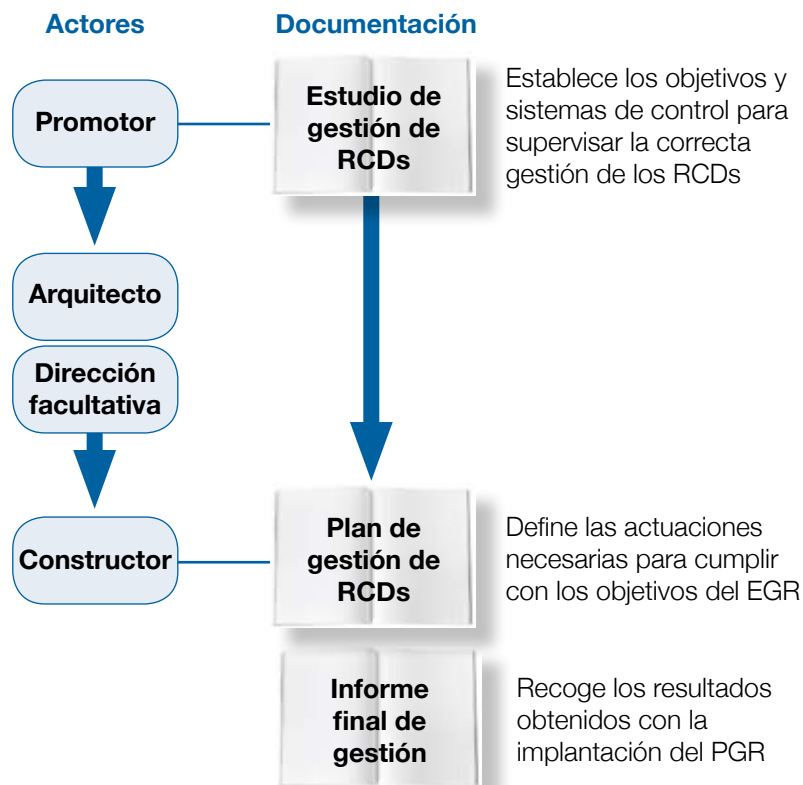 Actores
Documentación
Promotor
Estudio de
gestión de
RCDs
Establece los objetivos y
sistemas de control para
supervisar la correcta
gestión de los RCDs
Arquitecto
Dirección
facultativa
Constructor
Plan de
gestión de
RCDs
Define las actuaciones
necesarias para cumplir
con los objetivos del EGR
Informe
final de
gestión
Recoge los resultados
obtenidos con la
implantación del PGR